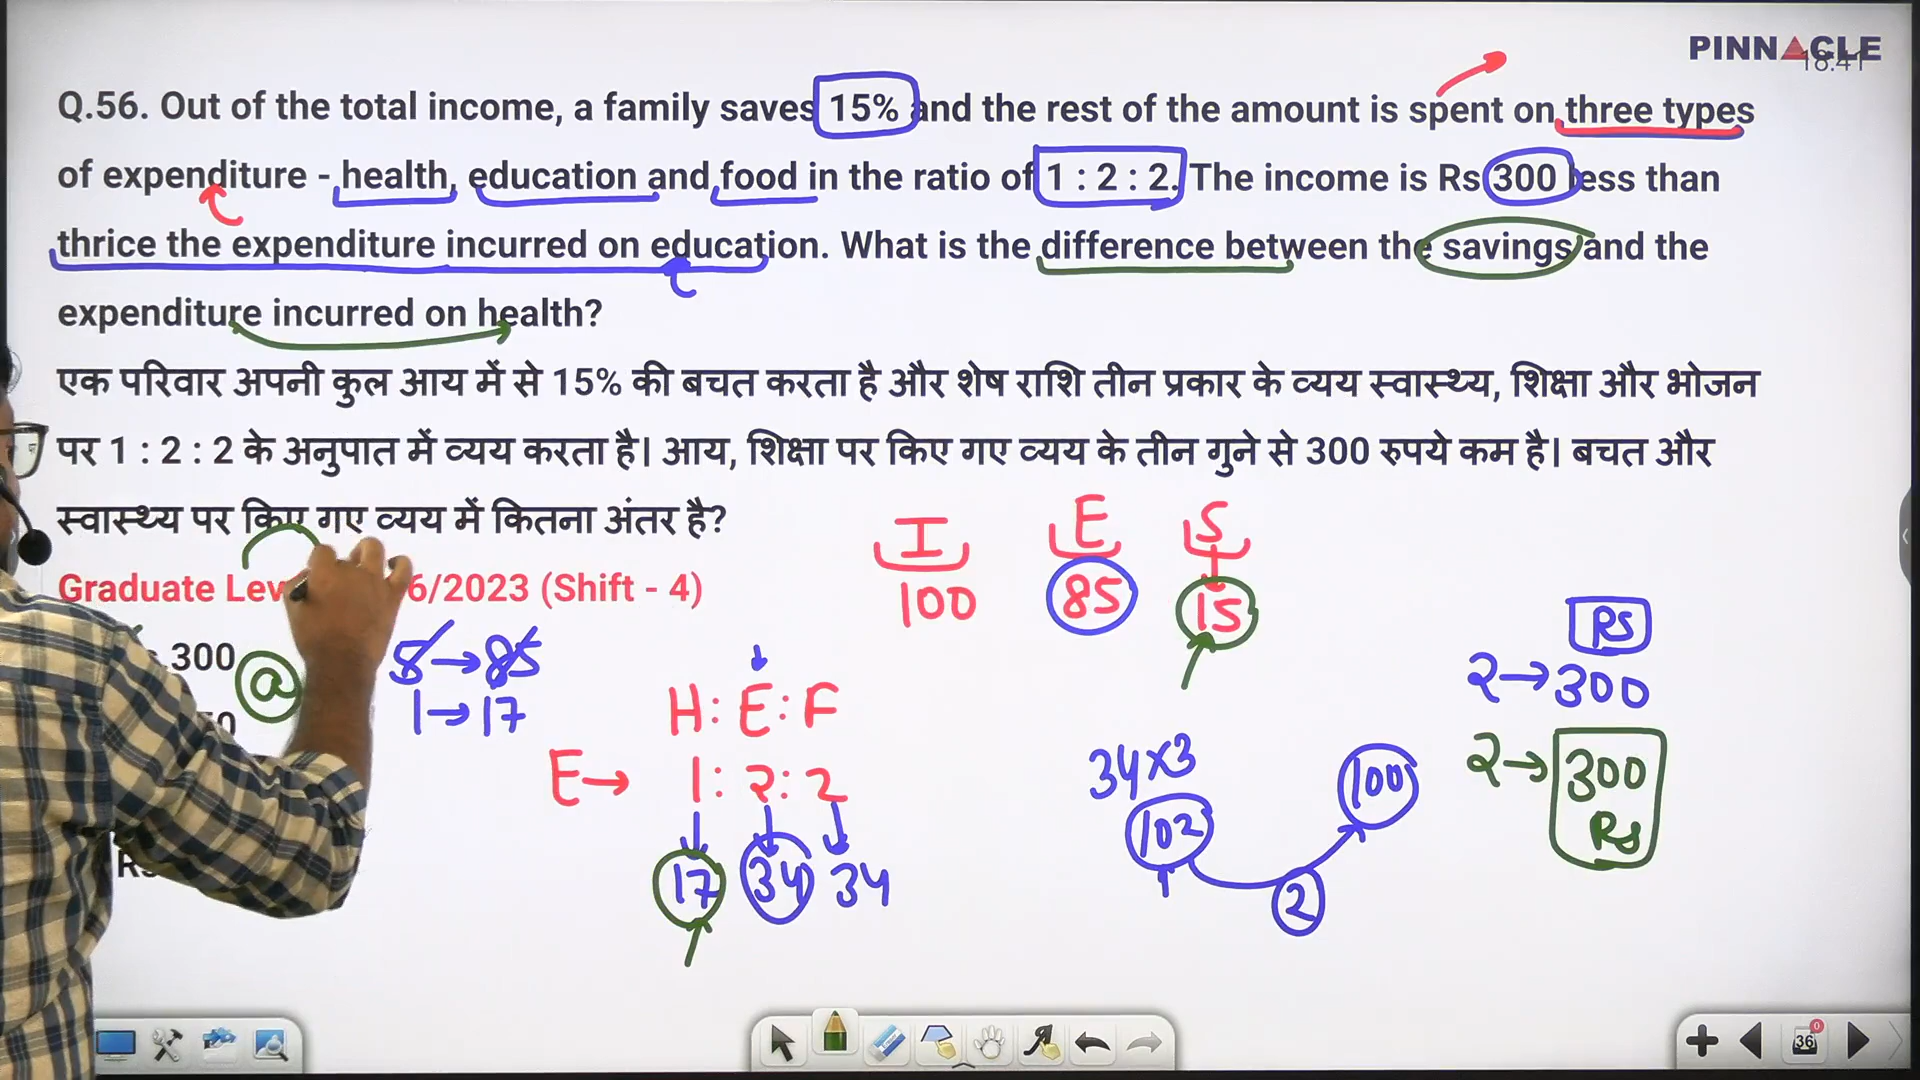 PINNACLE
18:41
Q.56. Out of the total income, a family saves 15% and the rest of the amount is spent on three types
of expenditure - health, education and food in the ratio of 1 : 2 : 2. The income is Rs 300 less than
thrice the expenditure incurred on education. What is the difference between the savings and the
expenditure incurred on health?
एक परिवार अपनी कुल आय में से 15% की बचत करता है और शेष राशि तीन प्रकार के व्यय स्वास्थ्य, शिक्षा और भोजन
पर 1 : 2 : 2 के अनुपात में व्यय करता है। आय, शिक्षा पर किए गए व्यय के तीन गुने से 300 रुपये कम है। बचत और
स्वास्थ्य पर किए गए व्यय में कितना अंतर है?
I E S
100 85 15
Graduate Lev 6/2023 (Shift - 4)
300 a
5→85
1→17
H: E: F
E→ 1: 2: 2
17 34 34
34×3
102 100
2
Rs
2→300
2→300
Rs
36
0